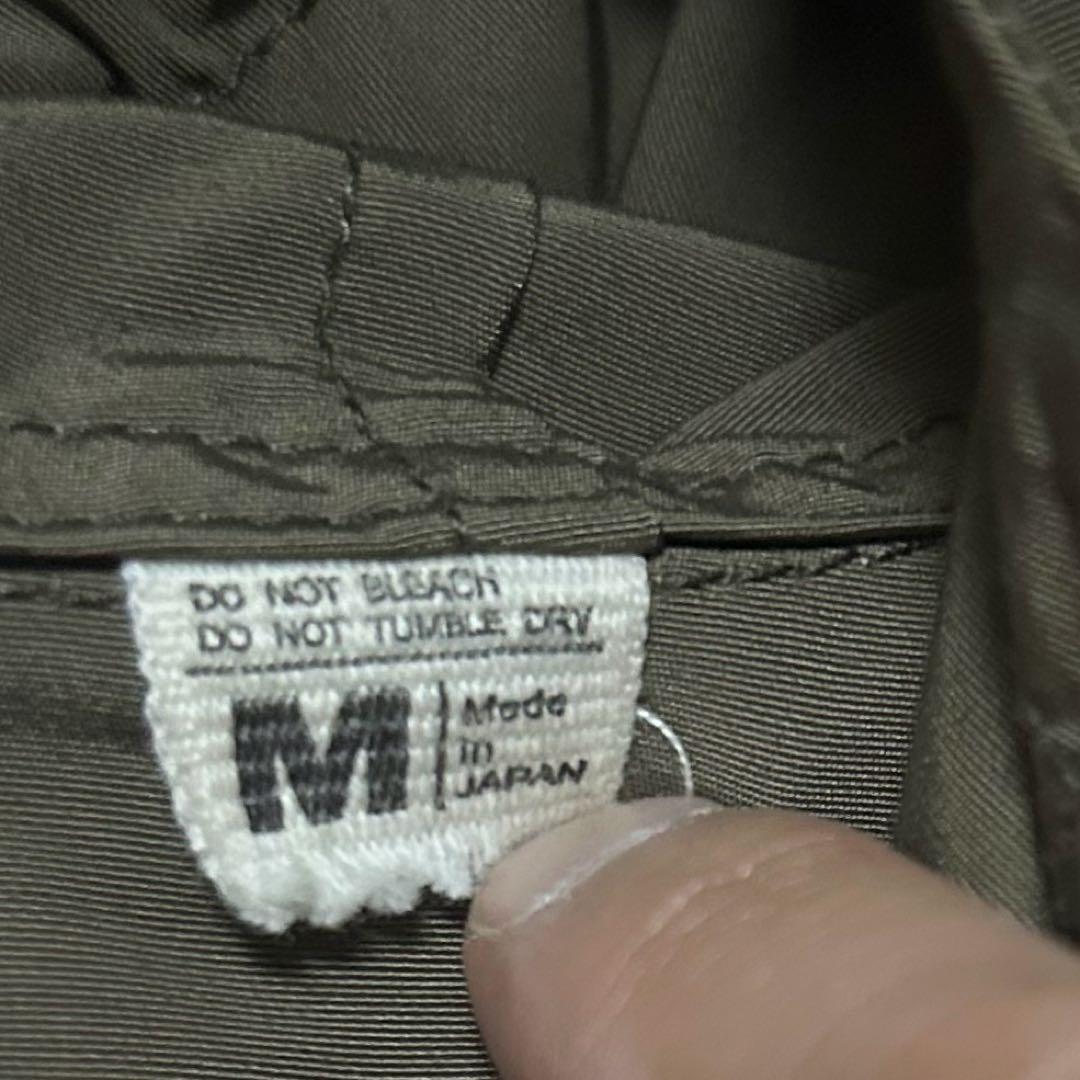 DO NOT BLEACH
DO NOT TUMBLE DRY
M
Made
in
JAPAN